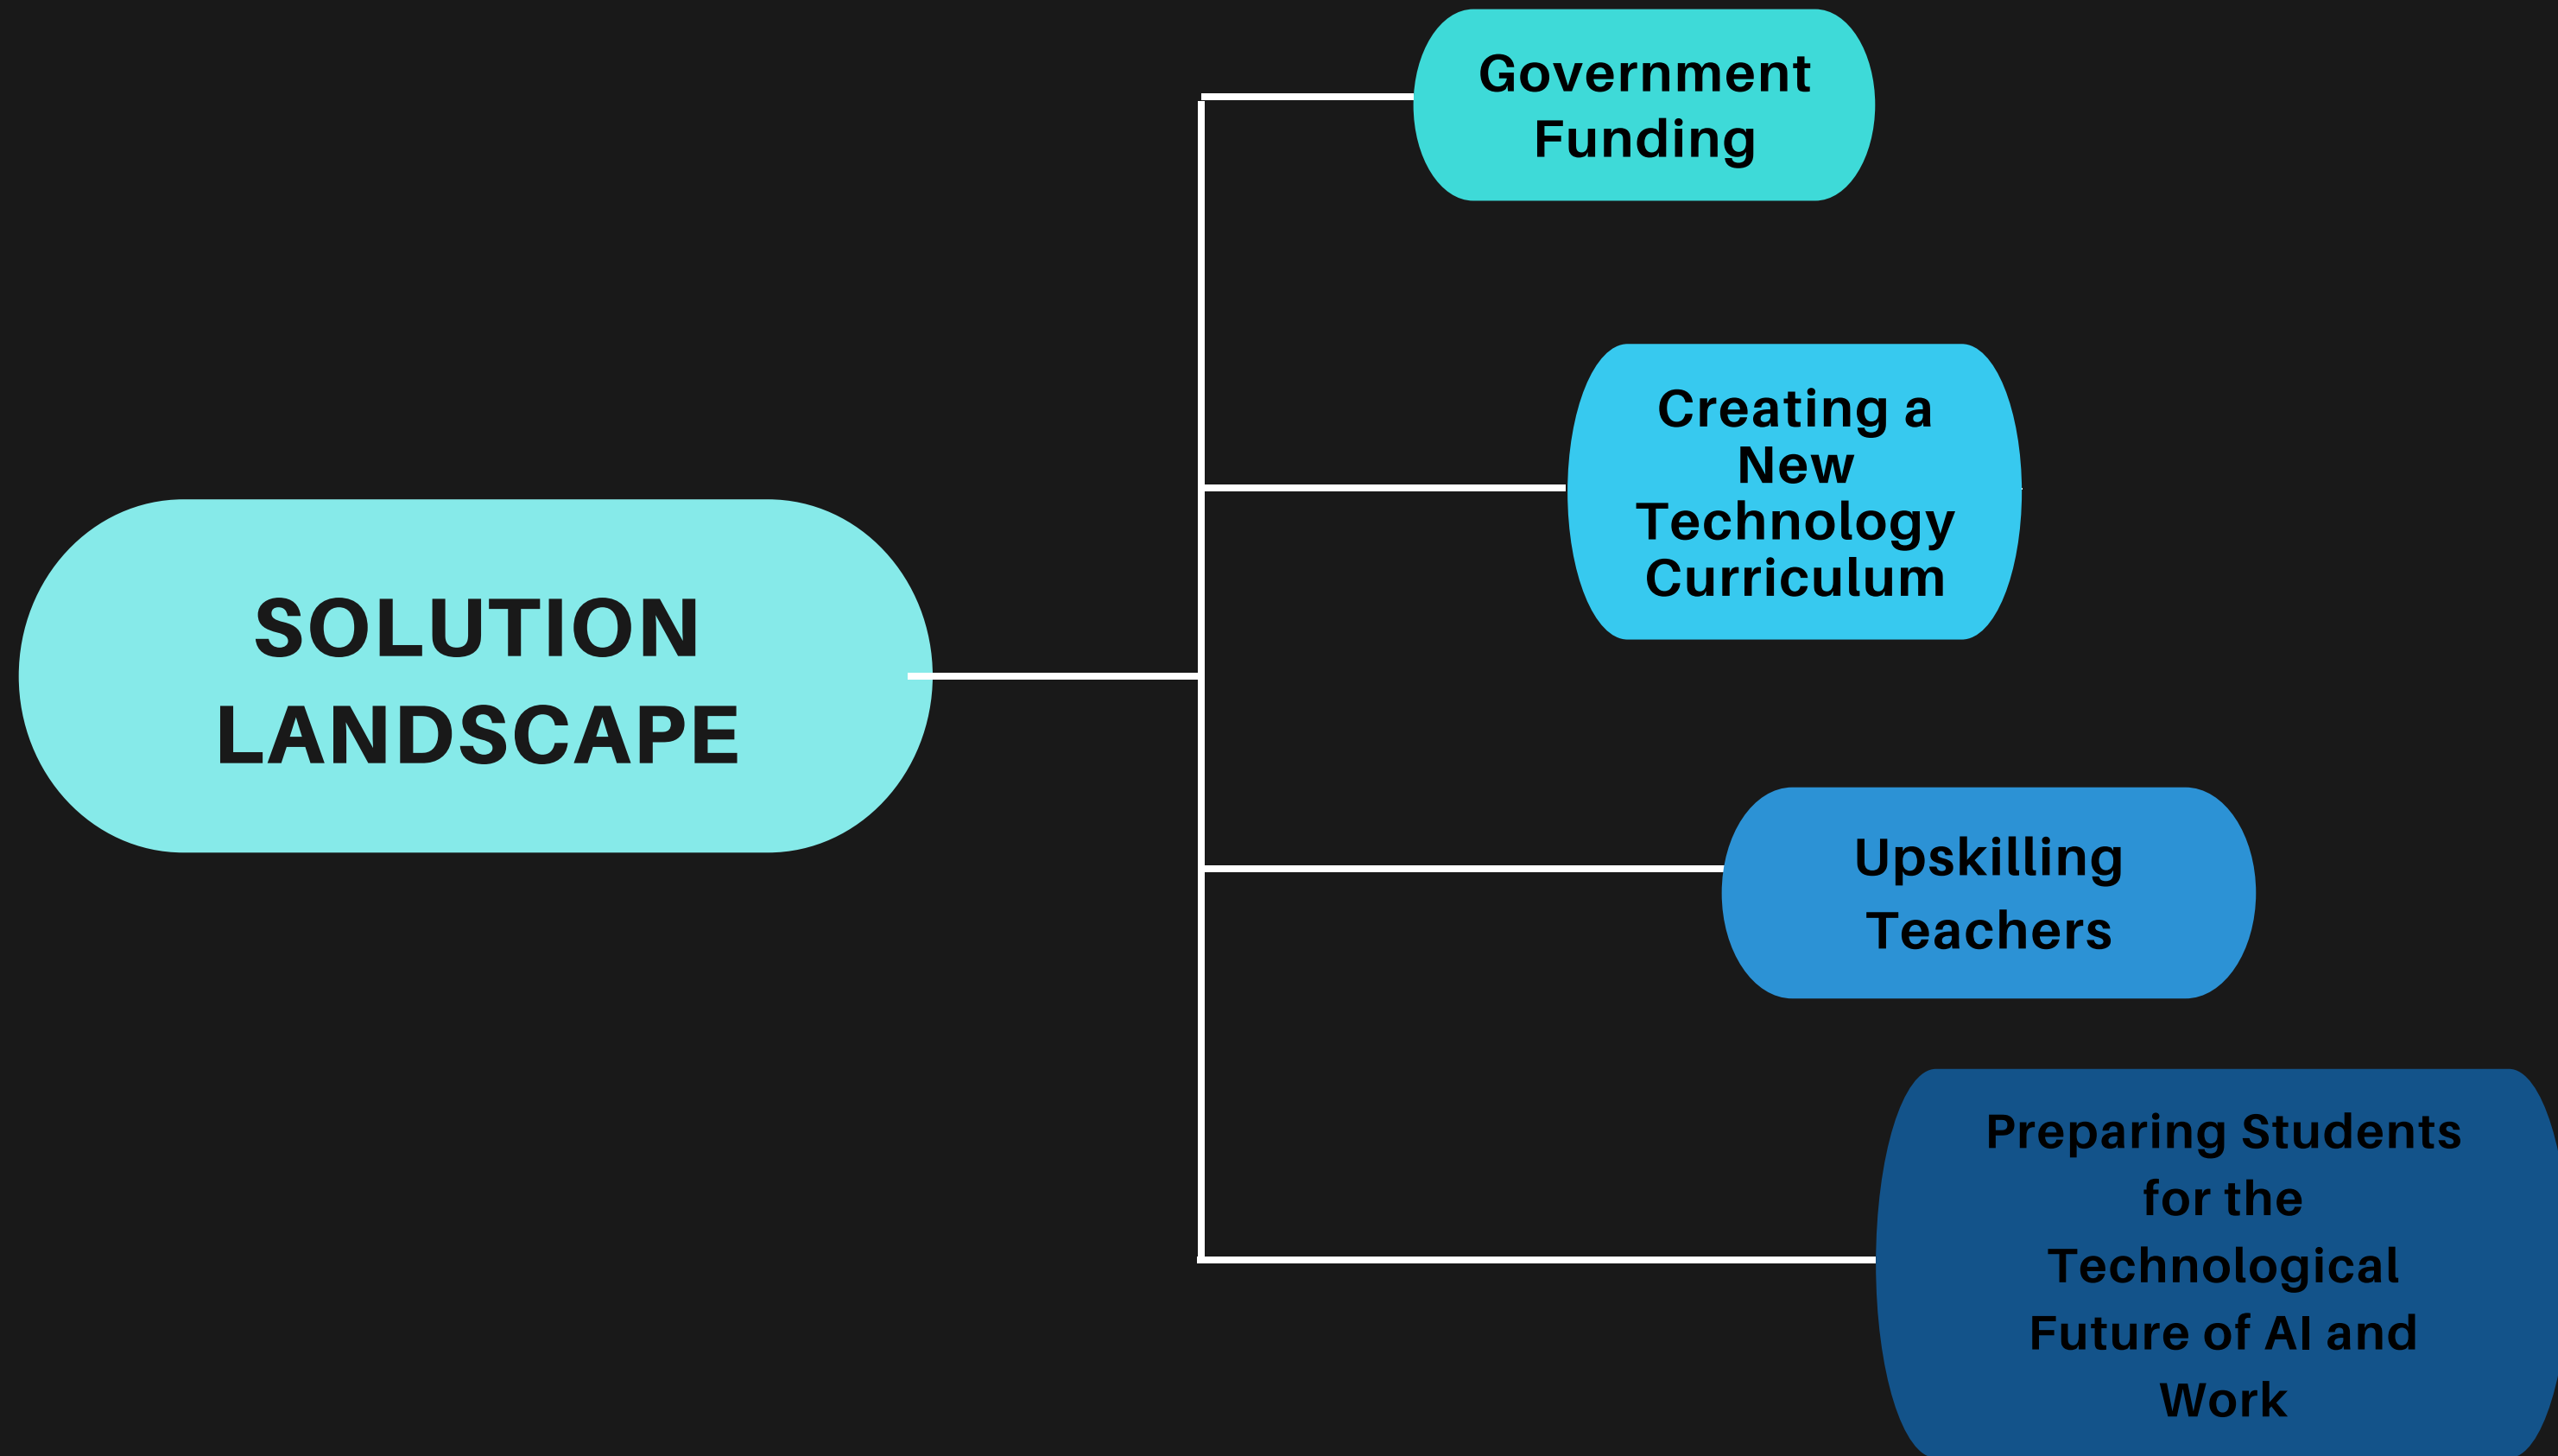 Government
Funding
Creating a
New
Technology
Curriculum
SOLUTION
LANDSCAPE
Upskilling
Teachers
Preparing Students
for the
Technological
Future of AI and
Work